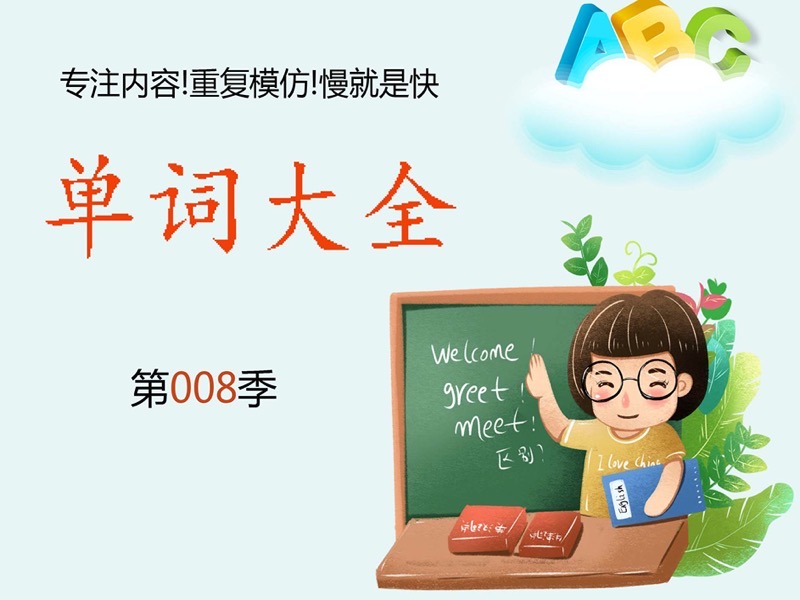 ABC
专注内容!重复模仿!慢就是快
单词大全
第008季
Welcome!
greet!
meet!
区别?
I love China
English